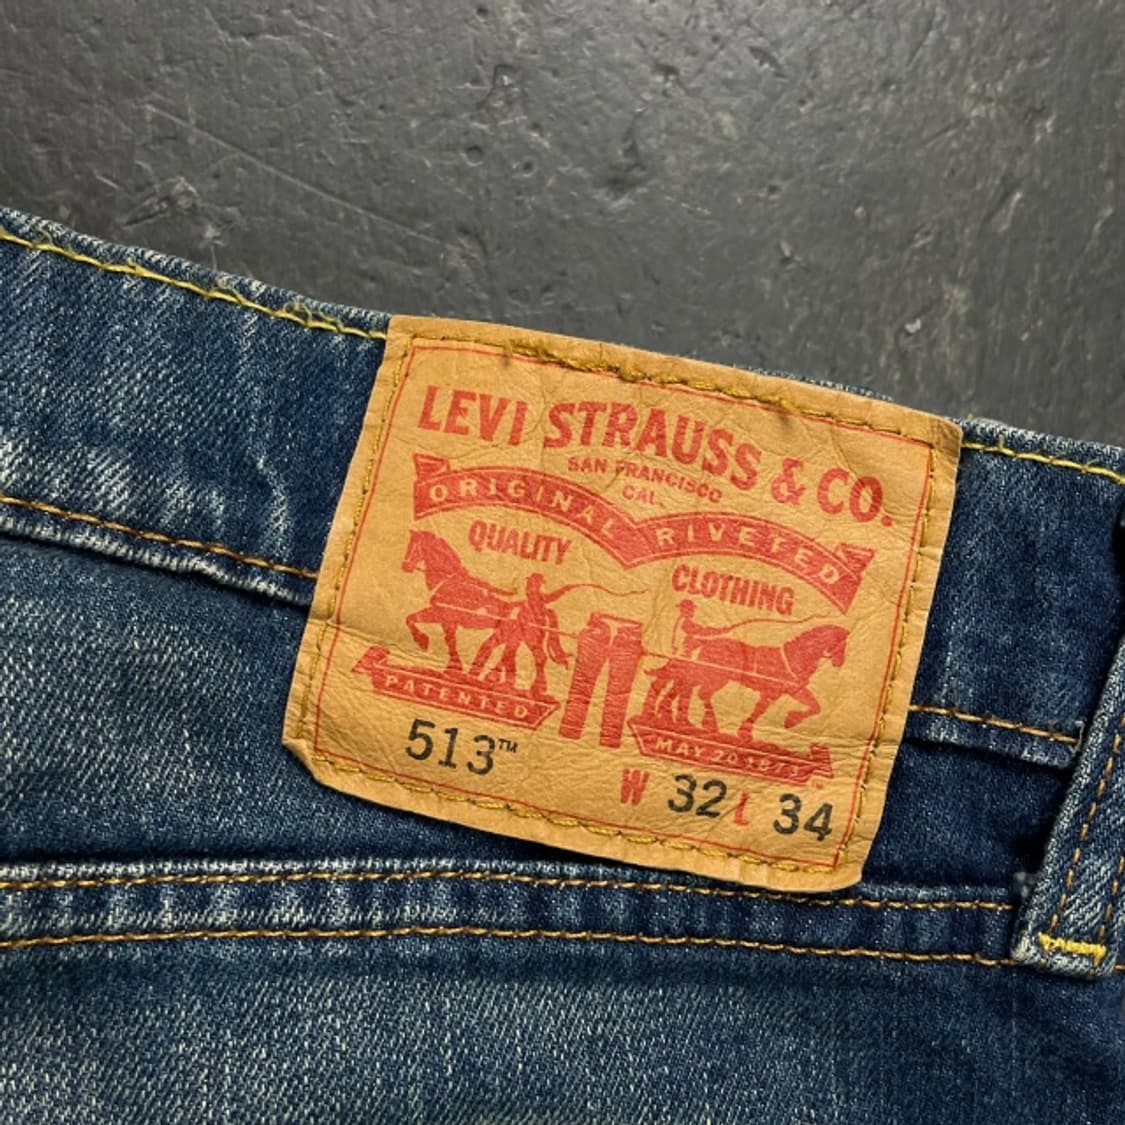 LEVI STRAUSS & CO.
SAN FRANCISCO
CAL.
ORIGINAL RIVETED
QUALITY
CLOTHING
PATENTED
MAY 20 1873
513™
W 32 L 34